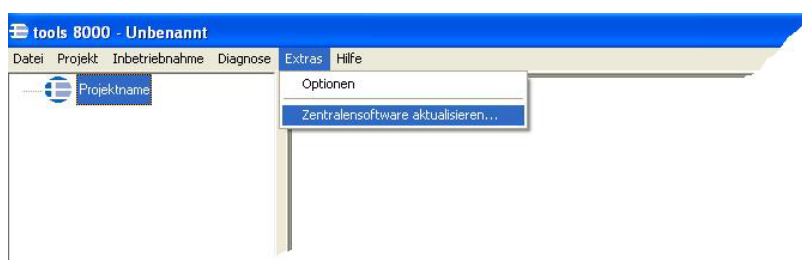 tools 8000 - Unbenannt
Datei Projekt Inbetriebnahme Diagnose Extras Hilfe
Projektname
Optionen
Zentralensoftware aktualisieren...